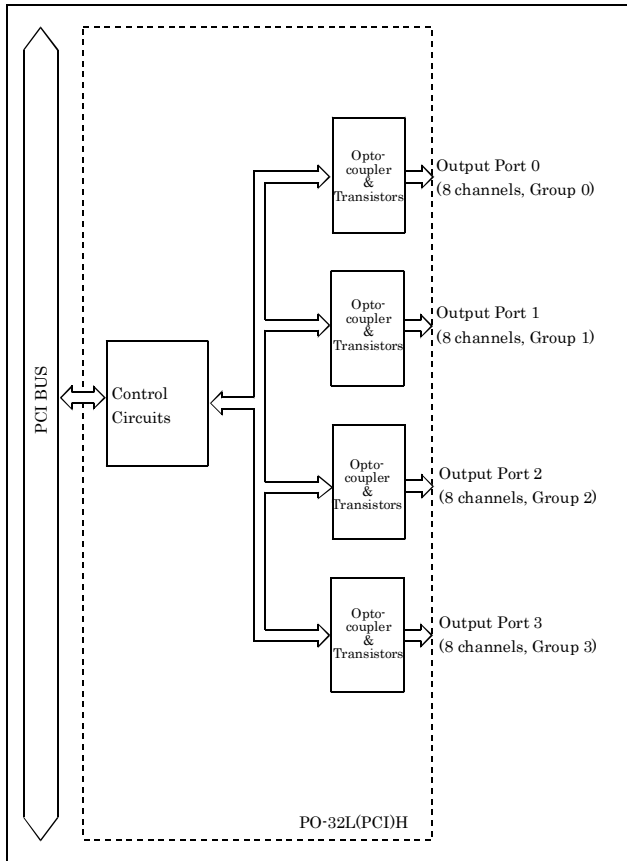 Opto-
coupler
&
Transistors
Output Port 0
(8 channels, Group 0)
Opto-
coupler
&
Transistors
Output Port 1
(8 channels, Group 1)
PCI BUS
Control
Circuits
Opto-
coupler
&
Transistors
Output Port 2
(8 channels, Group 2)
Opto-
coupler
&
Transistors
Output Port 3
(8 channels, Group 3)
PO-32L(PCI)H